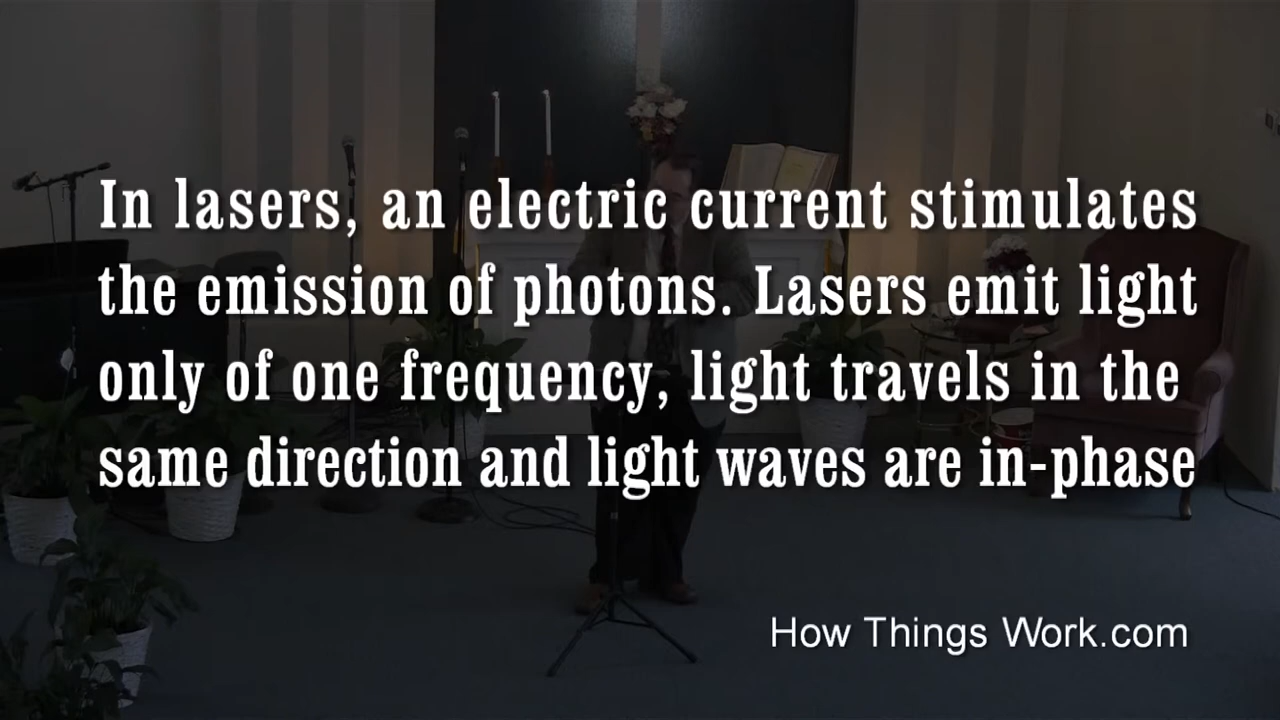 In lasers, an electric current stimulates
the emission of photons. Lasers emit light
only of one frequency, light travels in the
same direction and light waves are in-phase
How Things Work.com